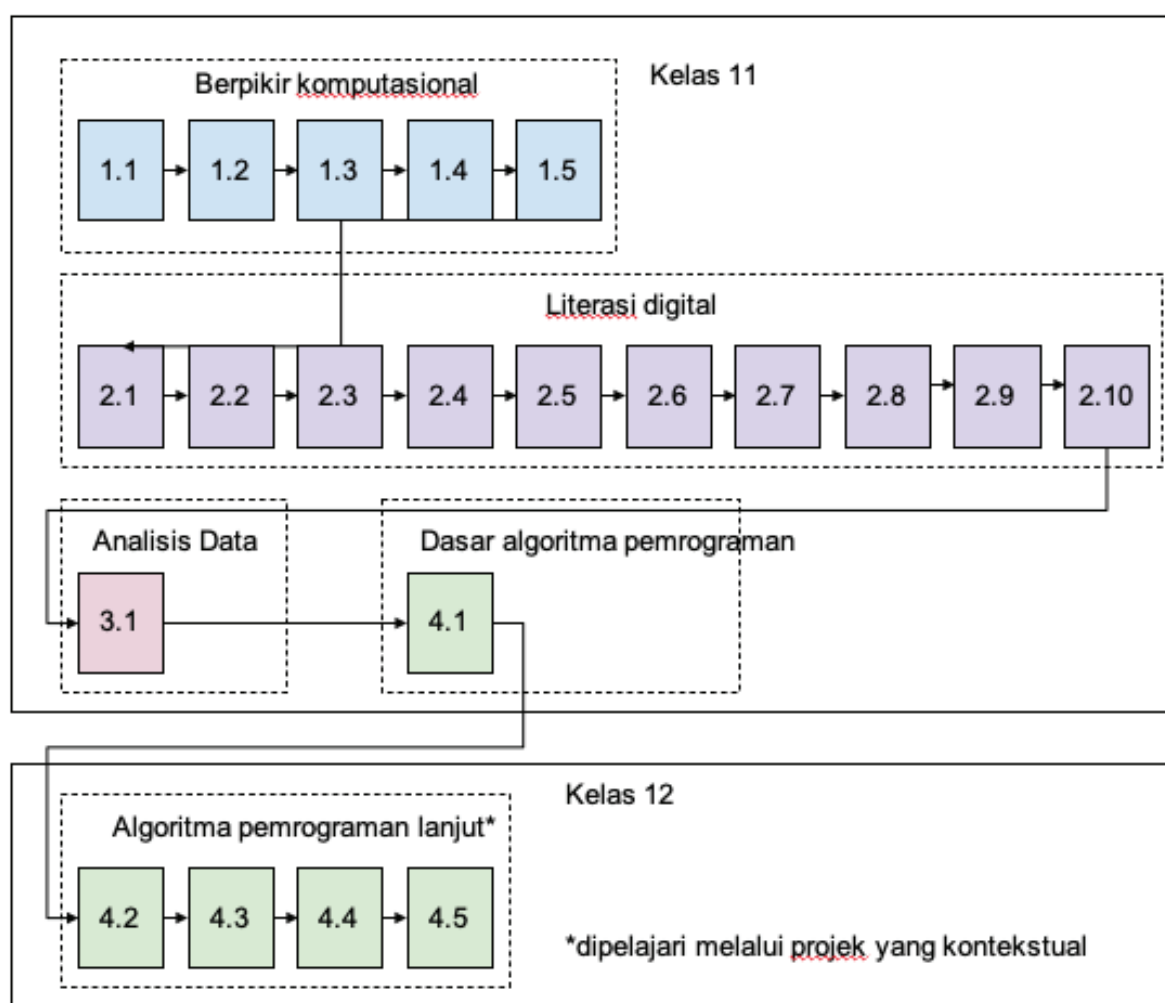 Berpikir komputasional
Kelas 11
1.1
1.2
1.3
1.4
1.5
Literasi digital
2.1
2.2
2.3
2.4
2.5
2.6
2.7
2.8
2.9
2.10
Analisis Data
Dasar algoritma pemrograman
3.1
4.1
Kelas 12
Algoritma pemrograman lanjut*
4.2
4.3
4.4
4.5
*dipelajari melalui projek yang kontekstual